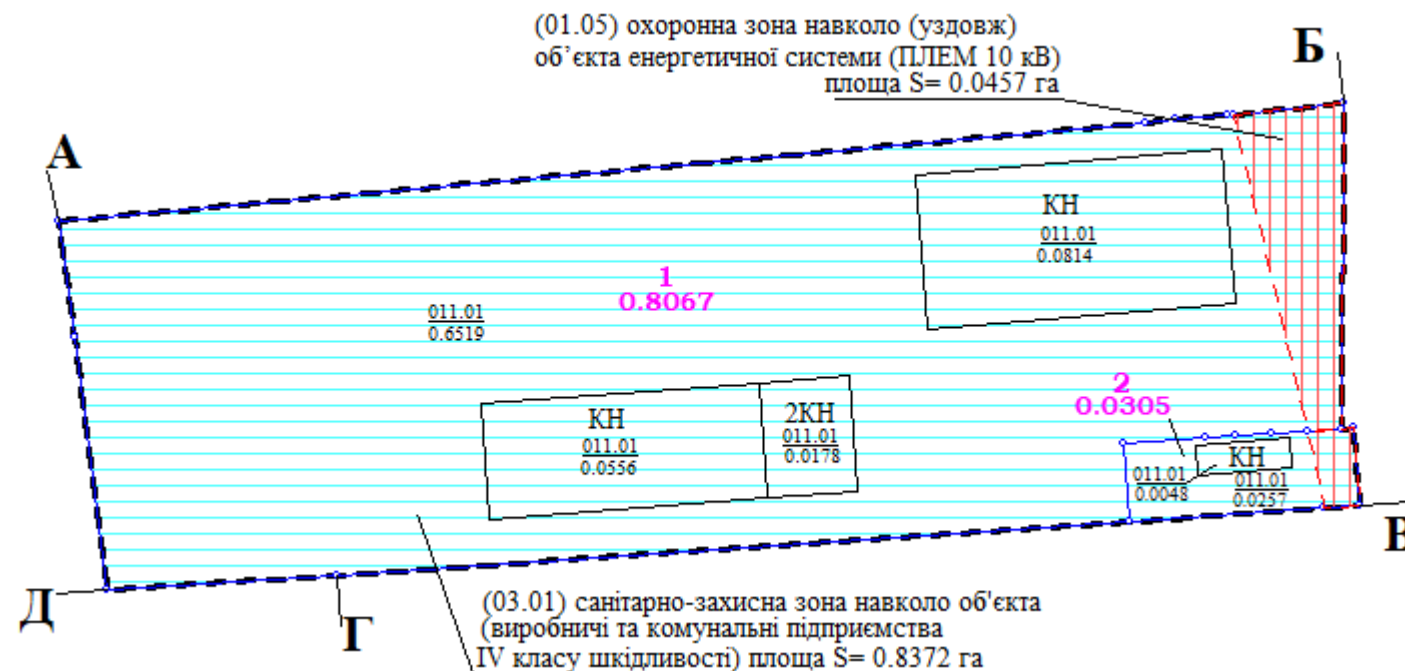 (01.05) охоронна зона навколо (уздовж)
об’єкта енергетичної системи (ПЛЕМ 10 кВ)
площа S= 0.0457 га
Б
А
КН
011.01
0.0814
1
0.8067
011.01
0.6519
2
0.0305
КН
011.01
0.0556
2КН
011.01
0.0178
КН
011.01
0.0048
011.01
0.0257
В
Д
Г
(03.01) санітарно-захисна зона навколо об'єкта
(виробничі та комунальні підприємства
IV класу шкідливості) площа S= 0.8372 га